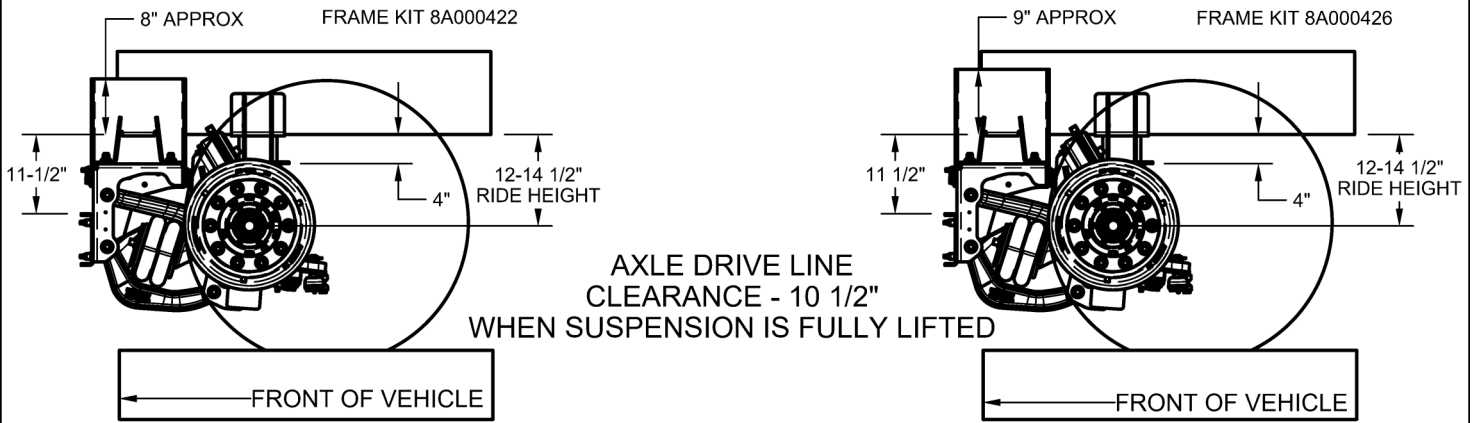 8" APPROX
FRAME KIT 8A000422
11-1/2"
4"
12-14 1/2"
RIDE HEIGHT
FRONT OF VEHICLE
AXLE DRIVE LINE
CLEARANCE - 10 1/2"
WHEN SUSPENSION IS FULLY LIFTED
9" APPROX
FRAME KIT 8A000426
11 1/2"
4"
12-14 1/2"
RIDE HEIGHT
FRONT OF VEHICLE